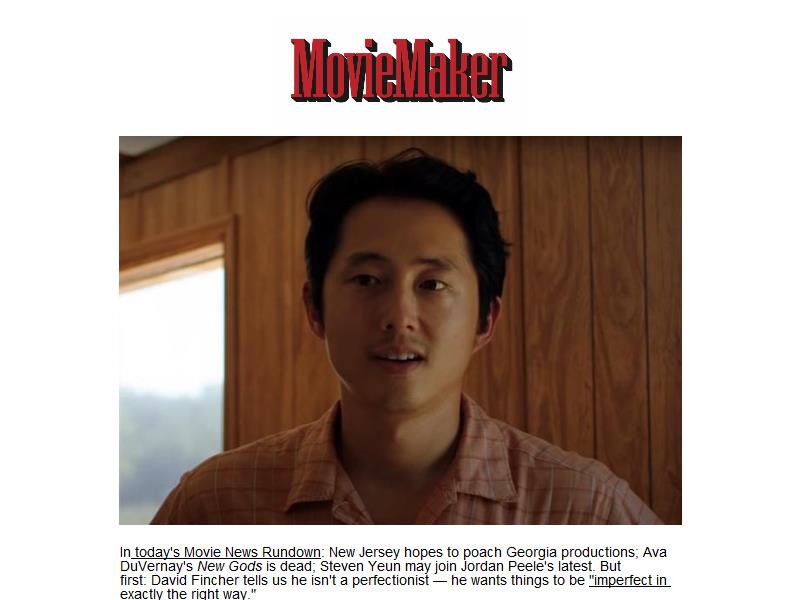 MovieMaker
In today's Movie News Rundown: New Jersey hopes to poach Georgia productions; Ava
DuVernay's New Gods is dead; Steven Yeun may join Jordan Peele's latest. But
first: David Fincher tells us he isn't a perfectionist — he wants things to be "imperfect in
exactly the right way."